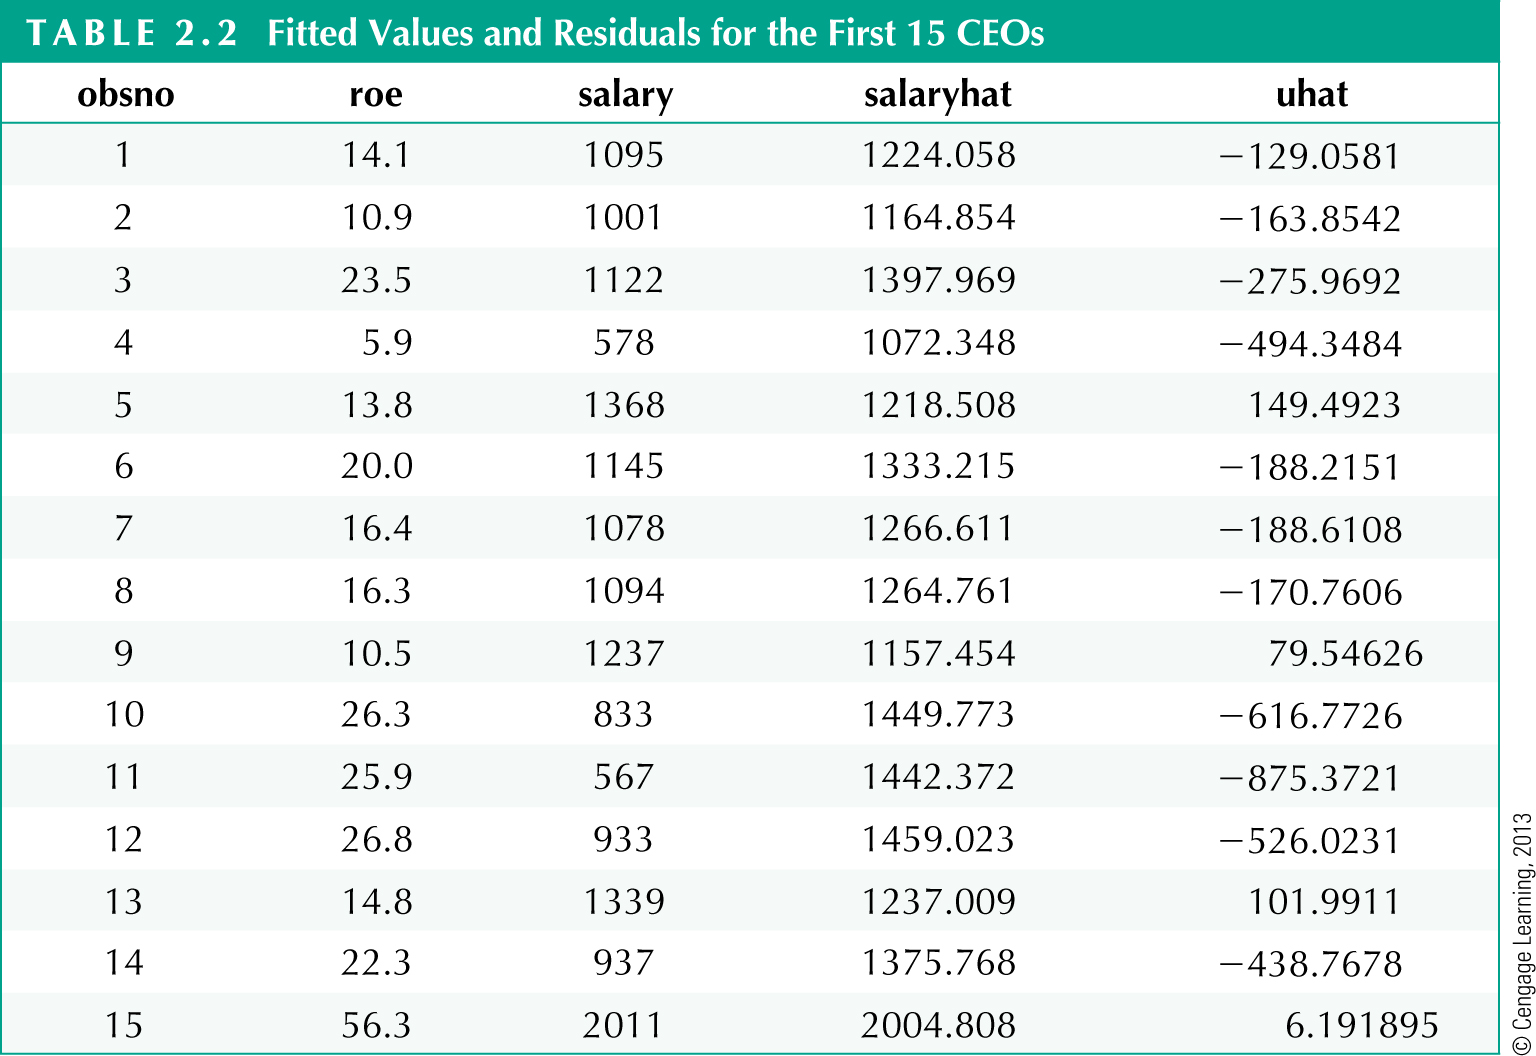 TABLE 2.2 Fitted Values and Residuals for the First 15 CEOs
obsno roe salary salaryhat uhat
1 14.1 1095 1224.058 −129.0581
2 10.9 1001 1164.854 −163.8542
3 23.5 1122 1397.969 −275.9692
4 5.9 578 1072.348 −494.3484
5 13.8 1368 1218.508 149.4923
6 20.0 1145 1333.215 −188.2151
7 16.4 1078 1266.611 −188.6108
8 16.3 1094 1264.761 −170.7606
9 10.5 1237 1157.454 79.54626
10 26.3 833 1449.773 −616.7726
11 25.9 567 1442.372 −875.3721
12 26.8 933 1459.023 −526.0231
13 14.8 1339 1237.009 101.9911
14 22.3 937 1375.768 −438.7678
15 56.3 2011 2004.808 6.191895
© Cengage Learning, 2013